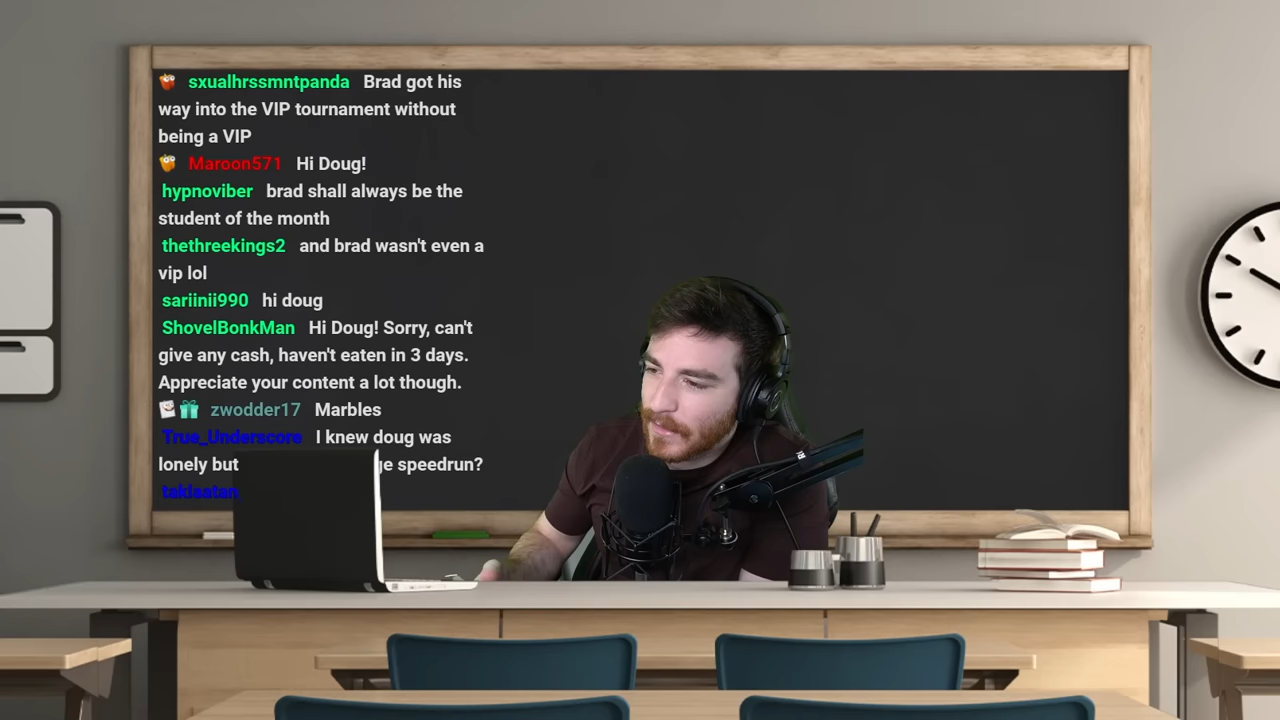 sxualhrssmntpanda Brad got his
way into the VIP tournament without
being a VIP
Maroon571 Hi Doug!
hypnoviber brad shall always be the
student of the month
thethreekings2 and brad wasn't even a
vip lol
sariinii990 hi doug
ShovelBonkMan Hi Doug! Sorry, can't
give any cash, haven't eaten in 3 days.
Appreciate your content a lot though.
zwodder17 Marbles
True_Underscore I knew doug was
lonely but speedrun?